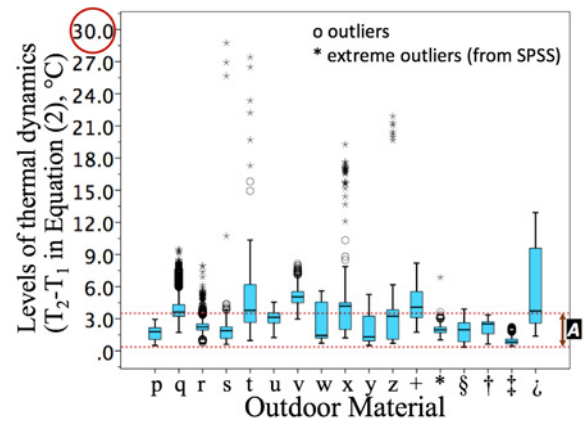 30.0
27.0
24.0
21.0
18.0
15.0
12.0
9.0
6.0
3.0
.0
Levels of thermal dynamics
(T2-T1 in Equation (2), °C)
o outliers
* extreme outliers (from SPSS)
A
p q r s t u v w x y z + * § † ‡ ¿
Outdoor Material